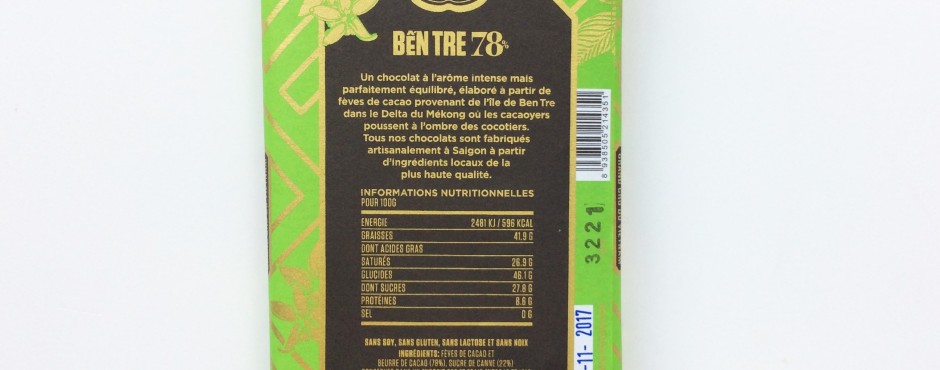 BẾN TRE 78%
Un chocolat à l'arôme intense mais
parfaitement équilibré, élaboré à partir de
fèves de cacao provenant de l'île de Ben Tre
dans le Delta du Mékong où les cacaoyers
poussent à l'ombre des cocotiers.
Tous nos chocolats sont fabriqués
artisanalement à Saigon à partir
d'ingrédients locaux de la
plus haute qualité.
INFORMATIONS NUTRITIONNELLES
POUR 100G
ENERGIE 2481 KJ / 596 KCAL
GRAISSES 41.9 G
DONT ACIDES GRAS
SATURÉS 26.9 G
GLUCIDES 46.1 G
DONT SUCRES 27.8 G
PROTÉINES 8.6 G
SEL 0 G
SANS SOY, SANS GLUTEN, SANS LACTOSE ET SANS NOIX
INGRÉDIENTS: FÈVES DE CACAO ET
BEURRE DE CACAO (78%), SUCRE DE CANNE (22%)
8 938505 214351
3221
-11- 2017